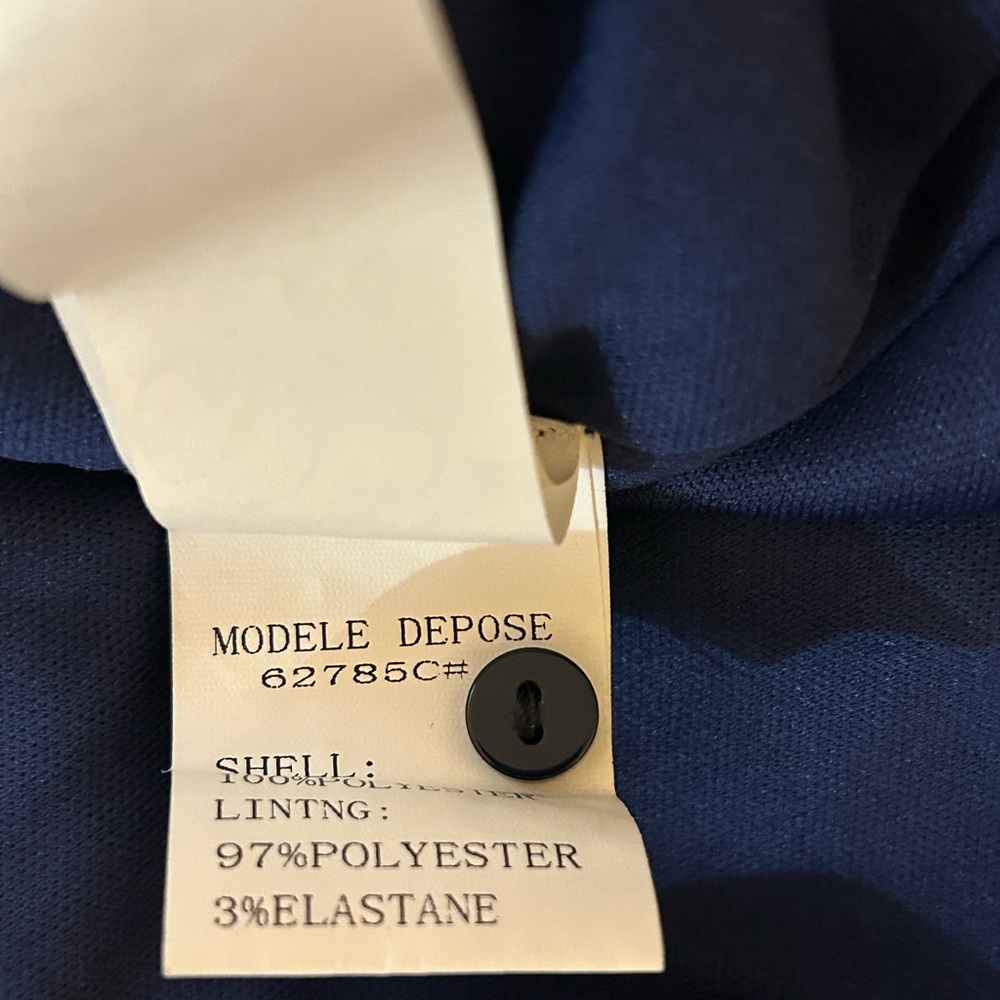 MODELE DEPOSE
62785C#
SHELL:
100%POLYESTER
LINTNG:
97%POLYESTER
3%ELASTANE